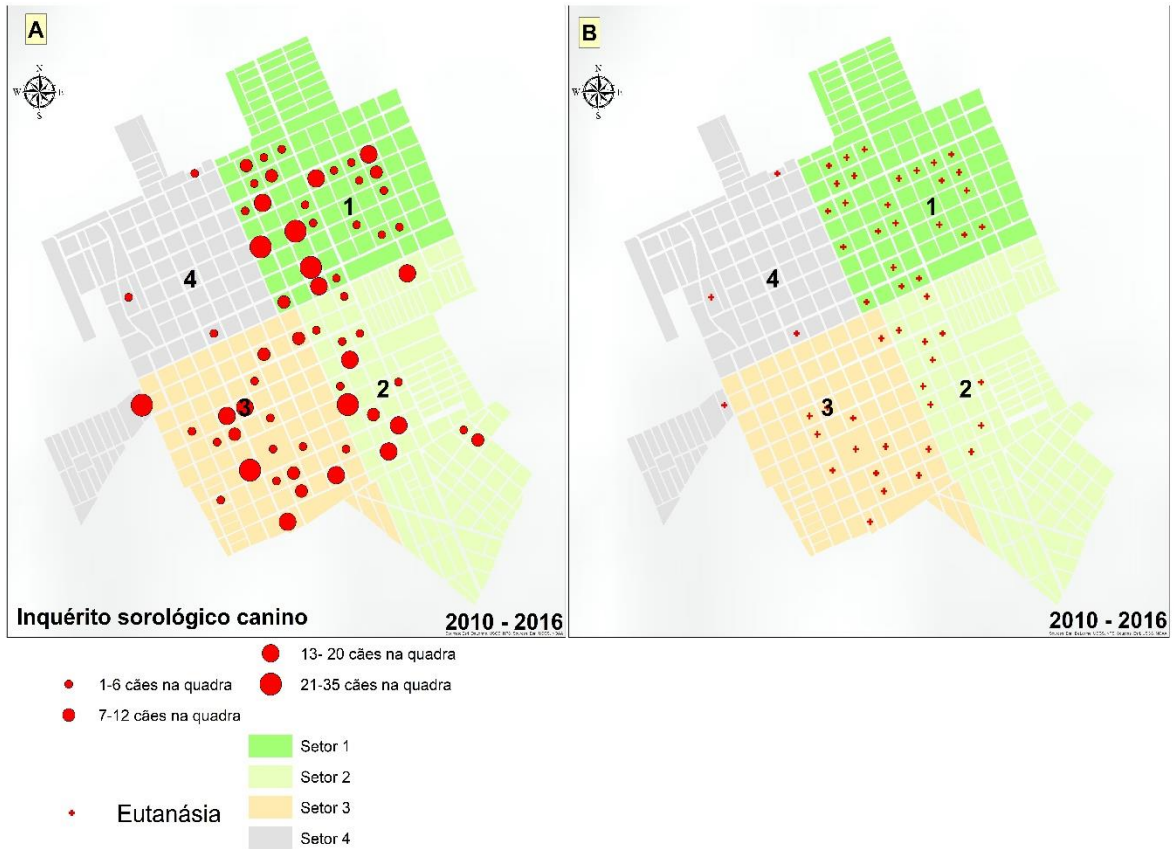 A
N
W E
S
1
4
3
2
Inquérito sorológico canino
2010 - 2016
B
N
W E
S
1
4
3
2
2010 - 2016
13- 20 cães na quadra
1-6 cães na quadra
21-35 cães na quadra
7-12 cães na quadra
Setor 1
Setor 2
Setor 3
Eutanásia
Setor 4